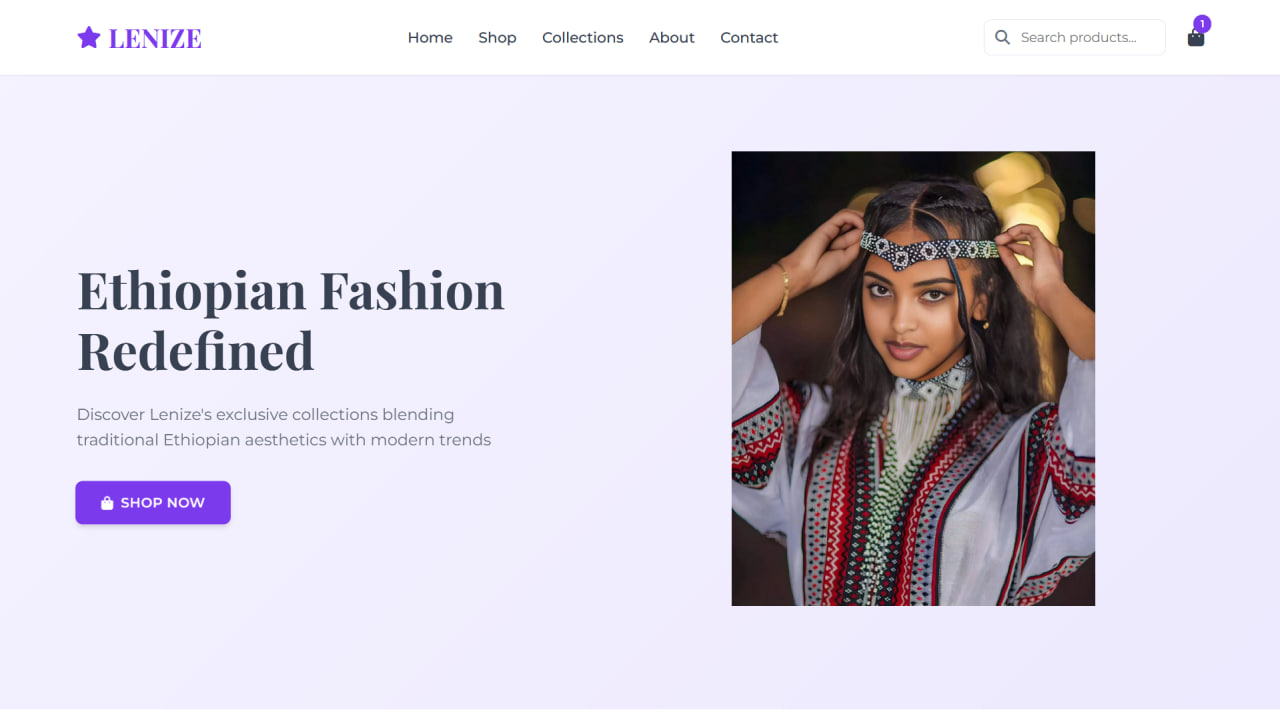 LENIZE
Home Shop Collections About Contact
Search products...
1
Ethiopian Fashion
Redefined
Discover Lenize's exclusive collections blending
traditional Ethiopian aesthetics with modern trends
SHOP NOW